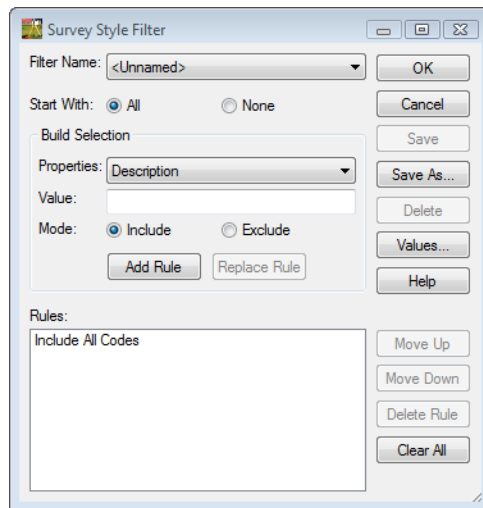 Survey Style Filter
Filter Name: <Unnamed> OK
Start With: All None Cancel
Build Selection Save
Properties: Description Save As...
Value: Delete
Mode: Include Exclude Values...
Add Rule Replace Rule Help
Rules:
Include All Codes Move Up
Move Down
Delete Rule
Clear All